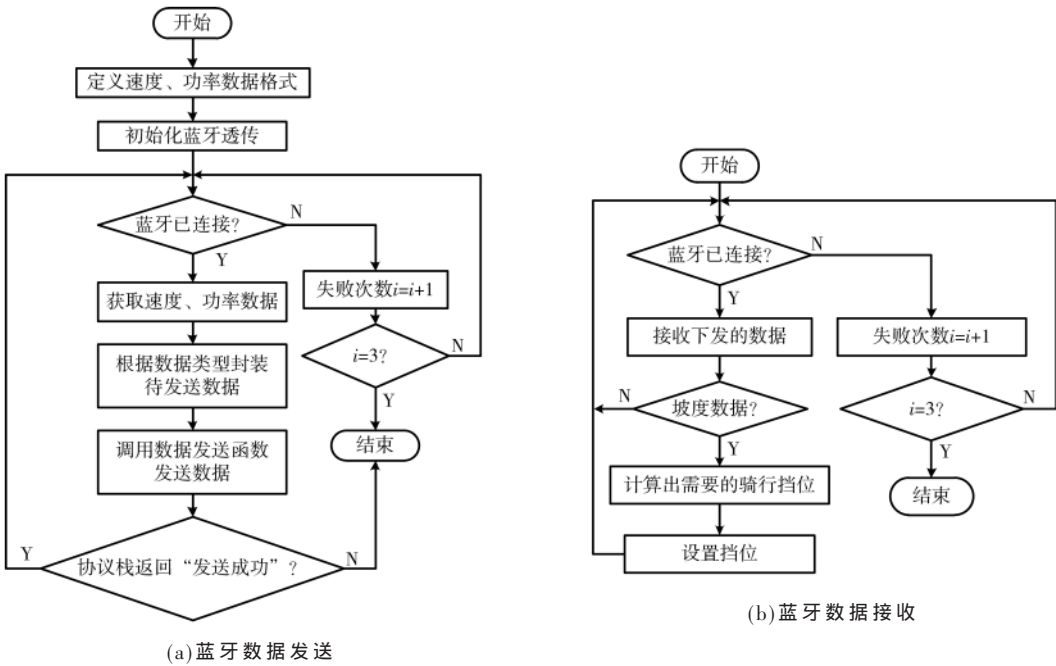 开始
定义速度、功率数据格式
初始化蓝牙透传
蓝牙已连接?
N
Y
获取速度、功率数据
失败次数i=i+1
根据数据类型封装
待发送数据
i=3?
N
Y
调用数据发送函数
发送数据
结束
协议栈返回“发送成功”?
Y
N
(a)蓝牙数据发送
开始
蓝牙已连接?
N
Y
接收下发的数据
失败次数i=i+1
坡度数据?
N
Y
i=3?
N
Y
计算出需要的骑行挡位
结束
设置挡位
(b)蓝牙数据接收